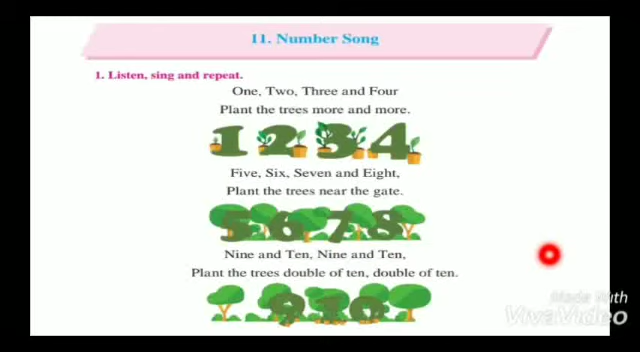 11. Number Song
1. Listen, sing and repeat.
One, Two, Three and Four
Plant the trees more and more.
1 2 3 4
Five, Six, Seven and Eight,
Plant the trees near the gate.
5 6 7 8
Nine and Ten, Nine and Ten,
Plant the trees double of ten, double of ten.
9 10
Made With
VivaVideo